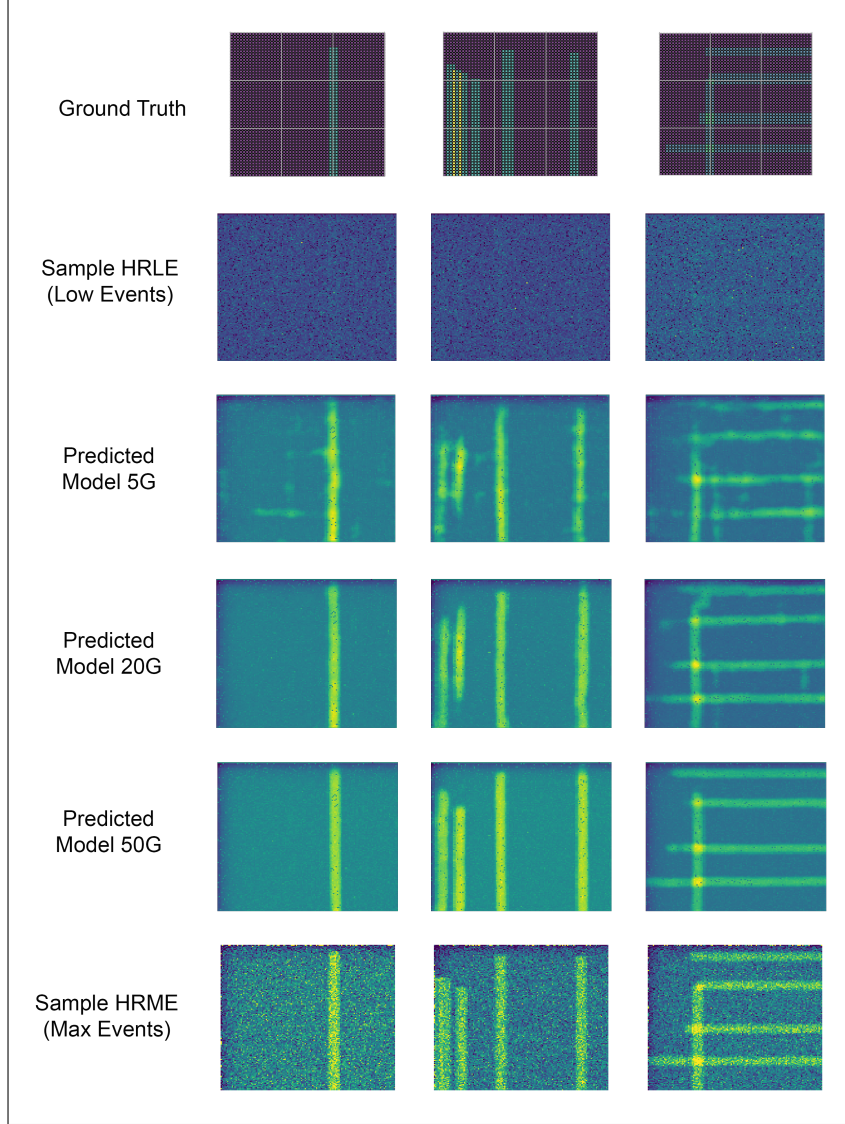 Ground Truth
Sample HRLE
(Low Events)
Predicted
Model 5G
Predicted
Model 20G
Predicted
Model 50G
Sample HRME
(Max Events)